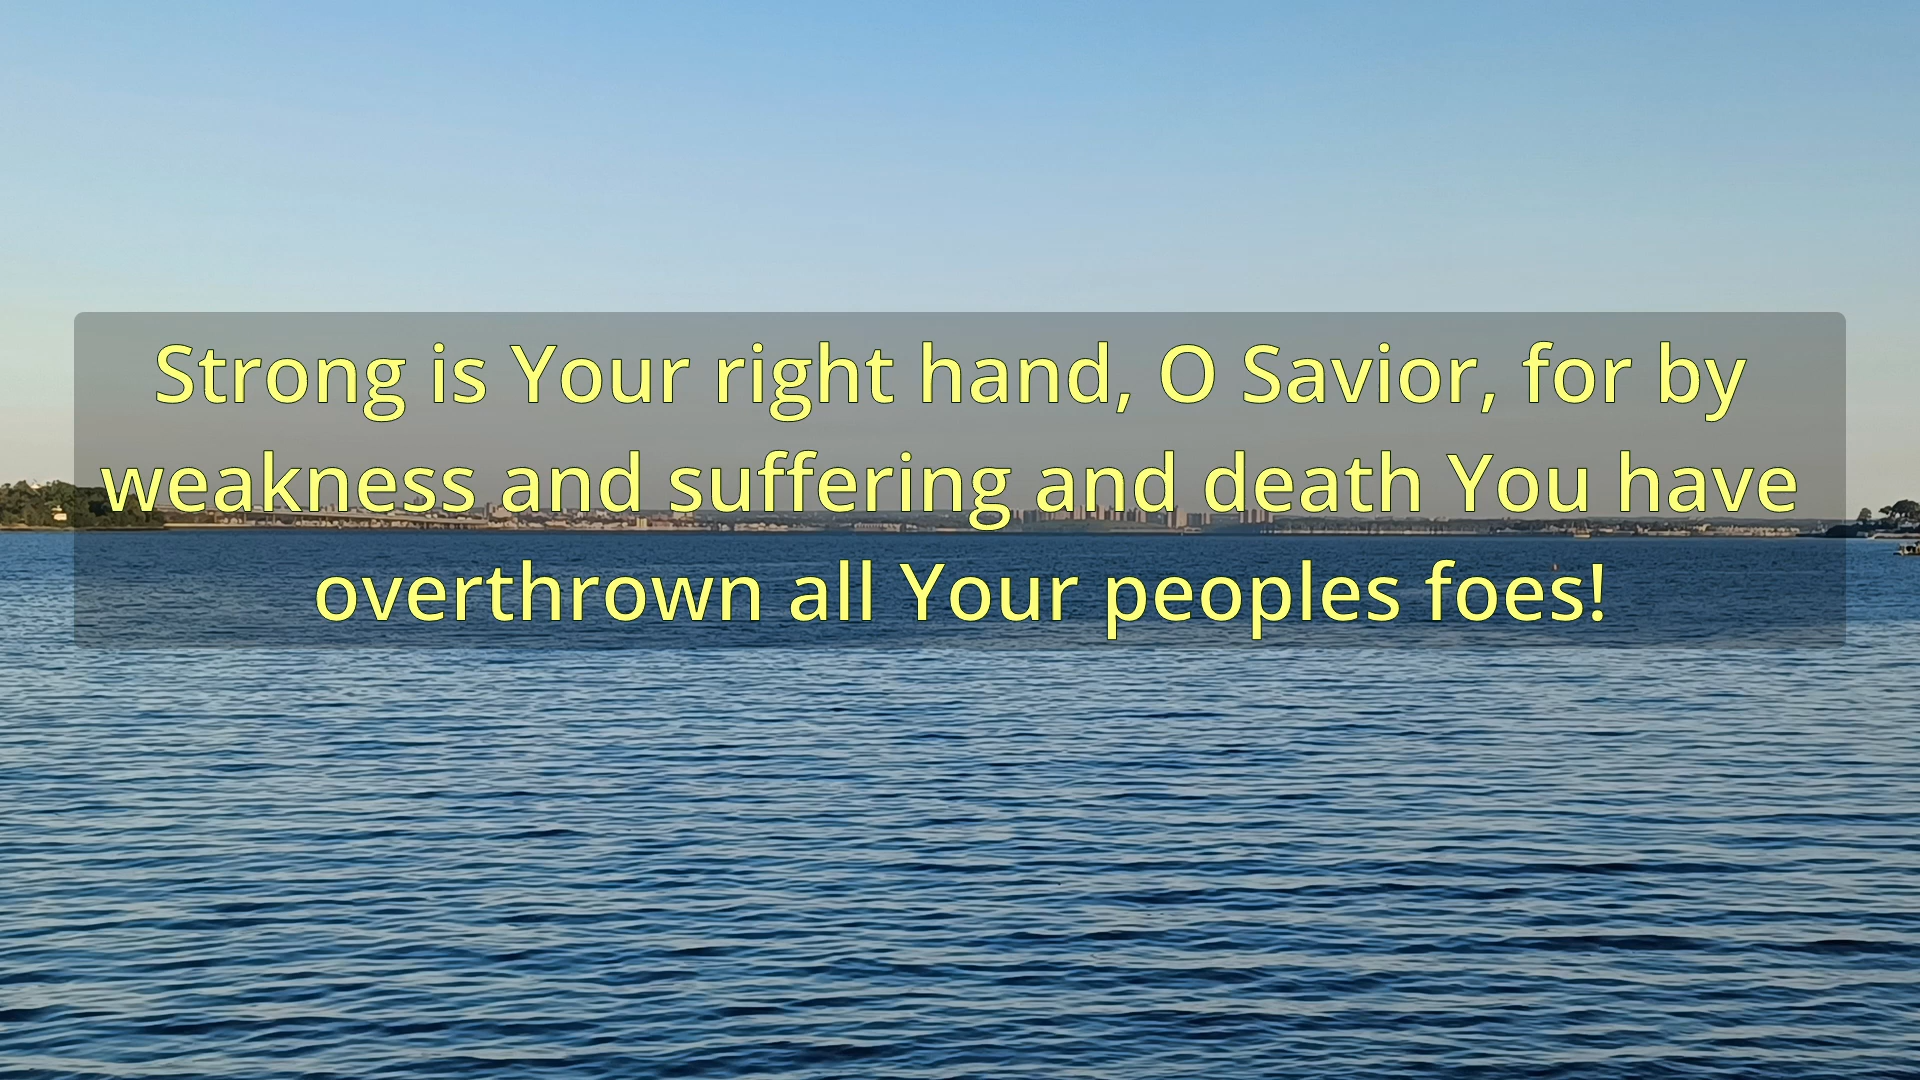 Strong is Your right hand, O Savior, for by
weakness and suffering and death You have
overthrown all Your peoples foes!